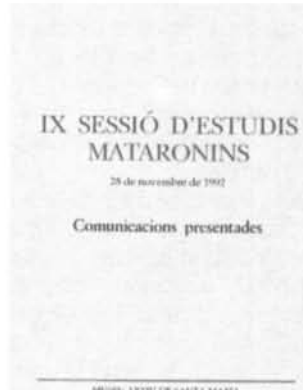 IX SESSIÓ D'ESTUDIS
MATARONINS
28 de novembre de 1992
Comunicacions presentades